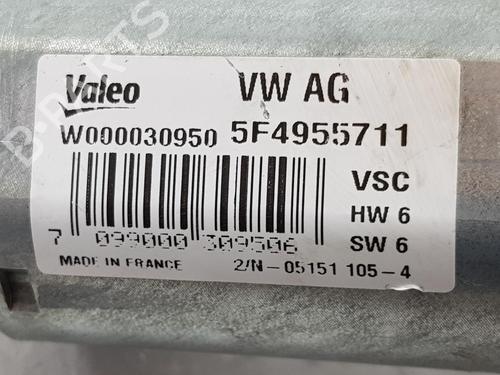 Valeo VW AG
W000030950 5F4955711
VSC
HW 6
7 099000 309506 SW 6
MADE IN FRANCE 2/N-05151 105-4
B-PARTS